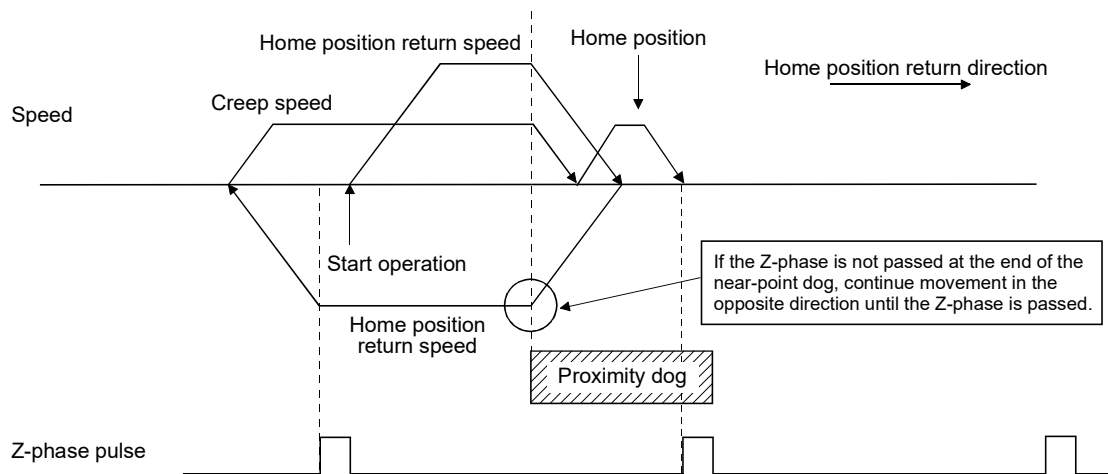 Home position return speed
Home position
Home position return direction
Creep speed
Speed
Start operation
If the Z-phase is not passed at the end of the
near-point dog, continue movement in the
opposite direction until the Z-phase is passed.
Home position
return speed
Proximity dog
Z-phase pulse